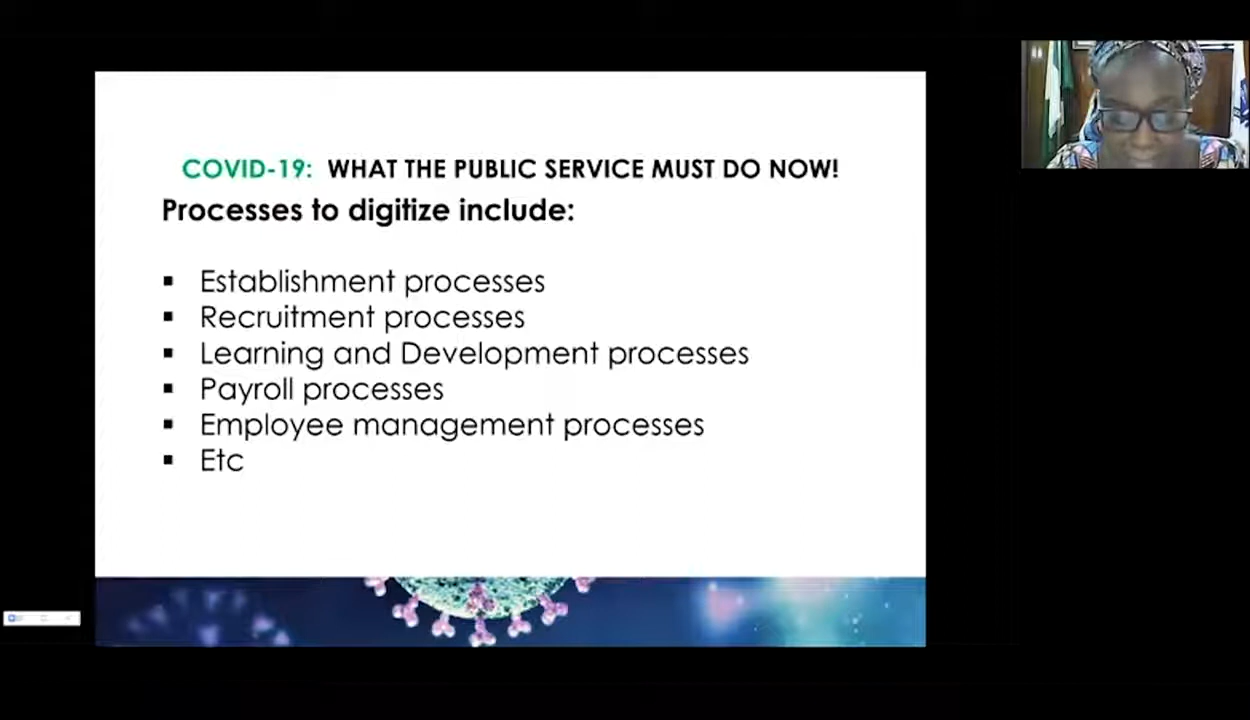 COVID-19: WHAT THE PUBLIC SERVICE MUST DO NOW!
Processes to digitize include:
▪ Establishment processes
▪ Recruitment processes
▪ Learning and Development processes
▪ Payroll processes
▪ Employee management processes
▪ Etc